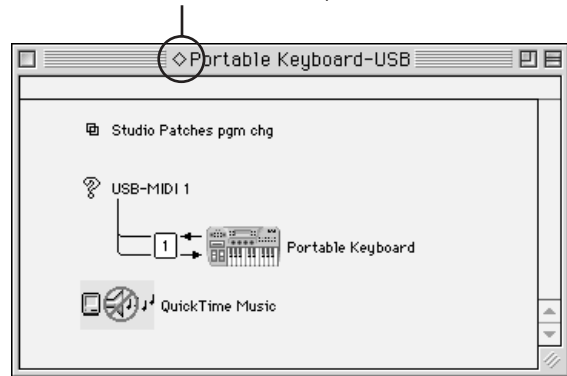 ◇Portable Keyboard-USB
Studio Patches pgm chg
USB-MIDI 1
1
Portable Keyboard
QuickTime Music